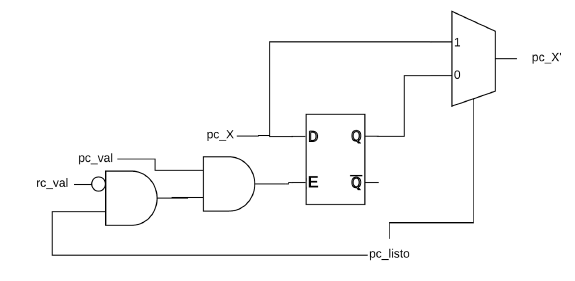 1
pc_X'
0
pc_X
D
Q
pc_val
rc_val
E
Q̅
pc_listo